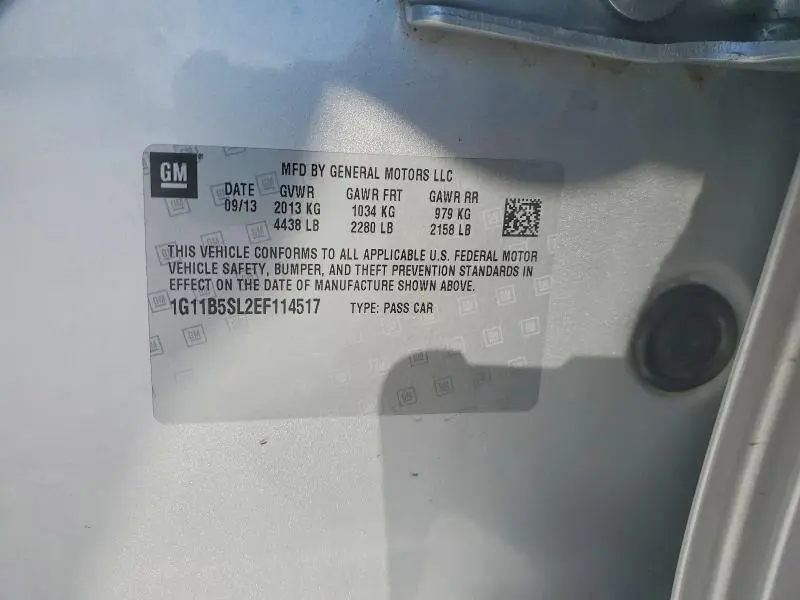 GM
MFD BY GENERAL MOTORS LLC
DATE GVWR GAWR FRT GAWR RR
09/13 2013 KG 1034 KG 979 KG
4438 LB 2280 LB 2158 LB
THIS VEHICLE CONFORMS TO ALL APPLICABLE U.S. FEDERAL MOTOR
VEHICLE SAFETY, BUMPER, AND THEFT PREVENTION STANDARDS IN
EFFECT ON THE DATE OF MANUFACTURE SHOWN ABOVE.
1G11B5SL2EF114517 TYPE: PASS CAR